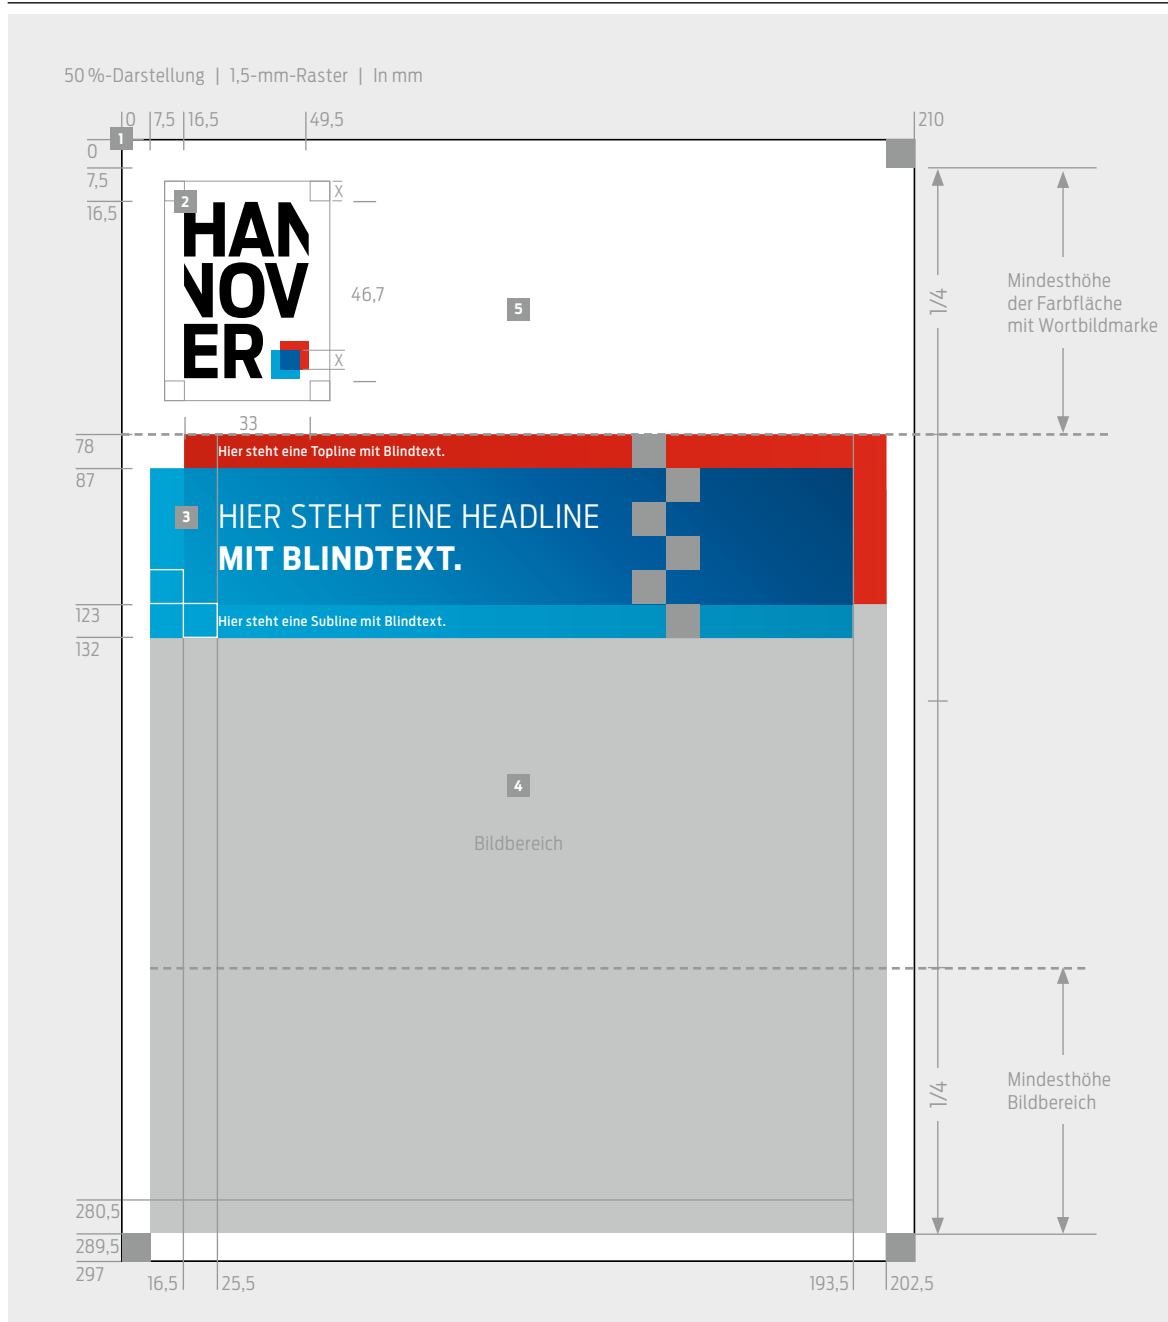 50 %-Darstellung | 1,5-mm-Raster | In mm
0 7,5 16,5 49,5 210
1
0
7,5
16,5
2
X
HAN
NOV
ER
46,7
X
33
5
1/4
Mindesthöhe
der Farbfläche
mit Wortbildmarke
78
Hier steht eine Topline mit Blindtext.
87
3
HIER STEHT EINE HEADLINE
MIT BLINDTEXT.
123
Hier steht eine Subline mit Blindtext.
132
4
Bildbereich
1/4
Mindesthöhe
Bildbereich
280,5
289,5
297
16,5 25,5 193,5 202,5